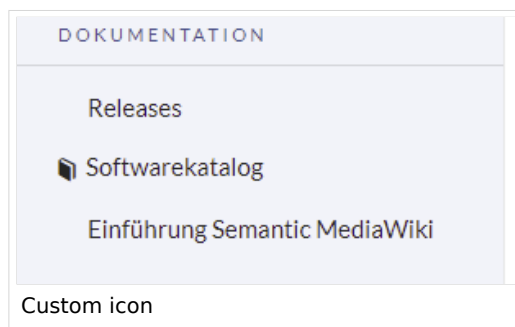 DOKUMENTATION
Releases
Softwarekatalog
Einführung Semantic MediaWiki
Custom icon